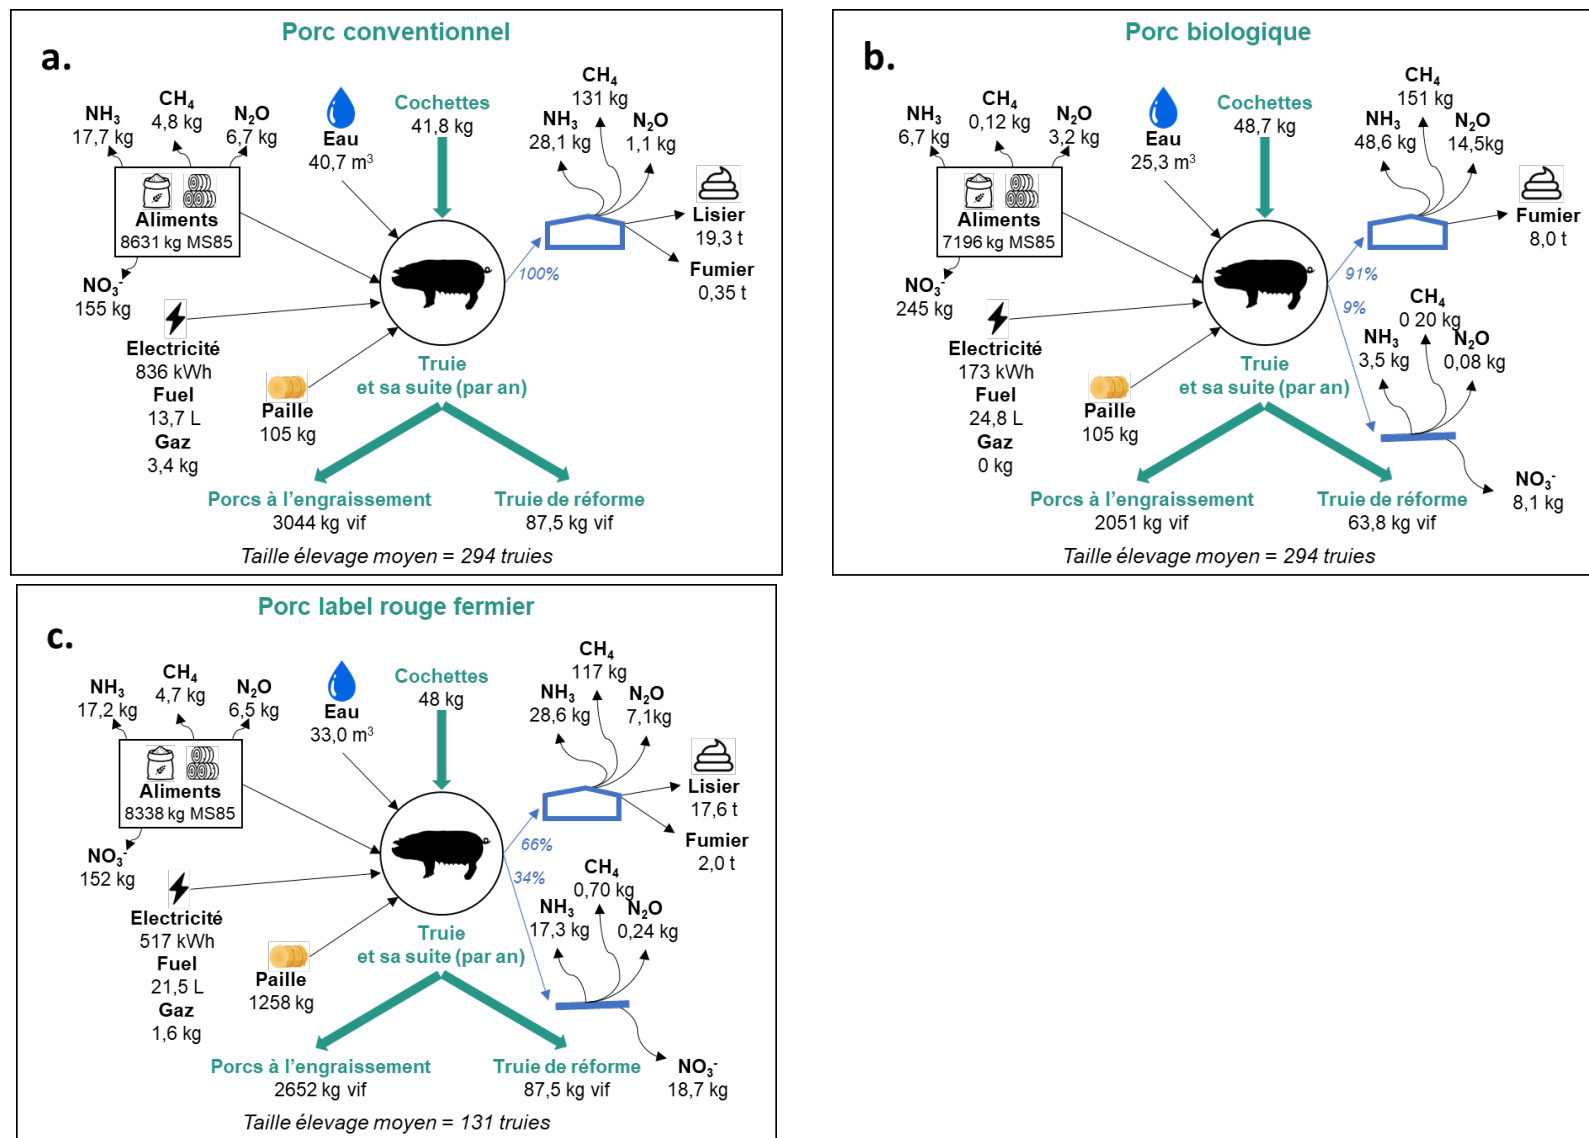 Porc conventionnel
a.
NH₃
17,7 kg
CH₄
4,8 kg
N₂O
6,7 kg
Eau
40,7 m³
Cochettes
41,8 kg
CH₄
131 kg
NH₃
28,1 kg
N₂O
1,1 kg
Aliments
8631 kg MS85
Lisier
19,3 t
Fumier
0,35 t
100%
NO₃⁻
155 kg
Electricité
836 kWh
Fuel
13,7 L
Gaz
3,4 kg
Paille
105 kg
Truie
et sa suite (par an)
Porcs à l’engraissement
3044 kg vif
Truie de réforme
87,5 kg vif
Taille élevage moyen = 294 truies
Porc biologique
b.
NH₃
6,7 kg
CH₄
0,12 kg
N₂O
3,2 kg
Eau
25,3 m³
Cochettes
48,7 kg
CH₄
151 kg
NH₃
48,6 kg
N₂O
14,5kg
Aliments
7196 kg MS85
Fumier
8,0 t
91%
9%
NO₃⁻
245 kg
CH₄
0 20 kg
NH₃
3,5 kg
N₂O
0,08 kg
Electricité
173 kWh
Fuel
24,8 L
Gaz
0 kg
Paille
105 kg
Truie
et sa suite (par an)
Porcs à l’engraissement
2051 kg vif
Truie de réforme
63,8 kg vif
NO₃⁻
8,1 kg
Taille élevage moyen = 294 truies
Porc label rouge fermier
c.
NH₃
17,2 kg
CH₄
4,7 kg
N₂O
6,5 kg
Eau
33,0 m³
Cochettes
48 kg
CH₄
117 kg
NH₃
28,6 kg
N₂O
7,1kg
Aliments
8338 kg MS85
Lisier
17,6 t
Fumier
2,0 t
66%
34%
NO₃⁻
152 kg
CH₄
0,70 kg
NH₃
17,3 kg
N₂O
0,24 kg
Electricité
517 kWh
Fuel
21,5 L
Gaz
1,6 kg
Paille
1258 kg
Truie
et sa suite (par an)
Porcs à l’engraissement
2652 kg vif
Truie de réforme
87,5 kg vif
NO₃⁻
18,7 kg
Taille élevage moyen = 131 truies